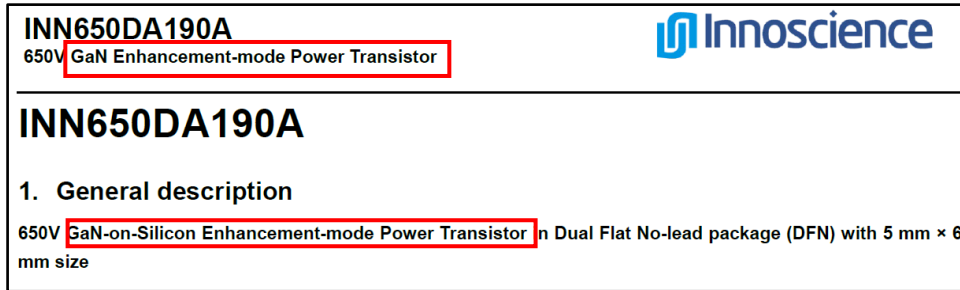 INN650DA190A
Innoscience
650V GaN Enhancement-mode Power Transistor
INN650DA190A
1. General description
650V GaN-on-Silicon Enhancement-mode Power Transistor in Dual Flat No-lead package (DFN) with 5 mm × 6
mm size